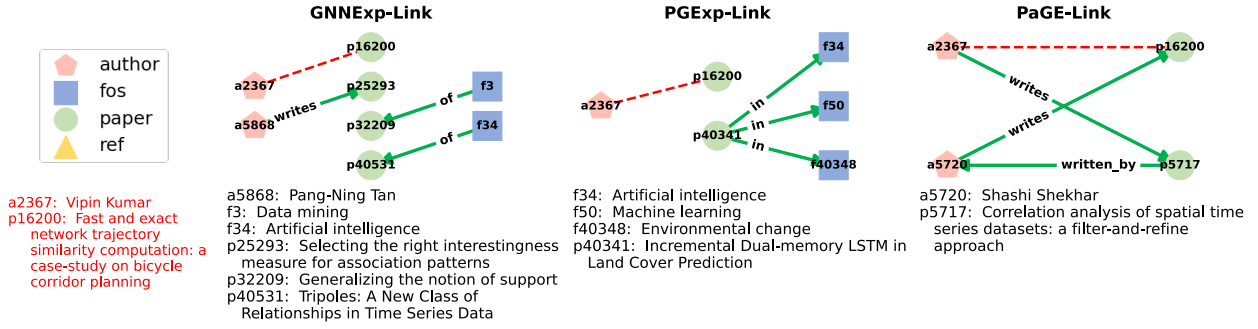 GNNExp-Link
PGExp-Link
PaGE-Link
author
fos
paper
ref
p16200
a2367
p25293
f3
writes
a5868
of
p32209
f34
of
p40531
f34
p16200
in
a2367
f50
in
p40341
in
f40348
a2367
p16200
writes
writes
a5720
written_by
p5717
a2367: Vipin Kumar
p16200: Fast and exact
network trajectory
similarity computation: a
case-study on bicycle
corridor planning
a5868: Pang-Ning Tan
f3: Data mining
f34: Artificial intelligence
p25293: Selecting the right interestingness
measure for association patterns
p32209: Generalizing the notion of support
p40531: Tripoles: A New Class of
Relationships in Time Series Data
f34: Artificial intelligence
f50: Machine learning
f40348: Environmental change
p40341: Incremental Dual-memory LSTM in
Land Cover Prediction
a5720: Shashi Shekhar
p5717: Correlation analysis of spatial time
series datasets: a filter-and-refine
approach